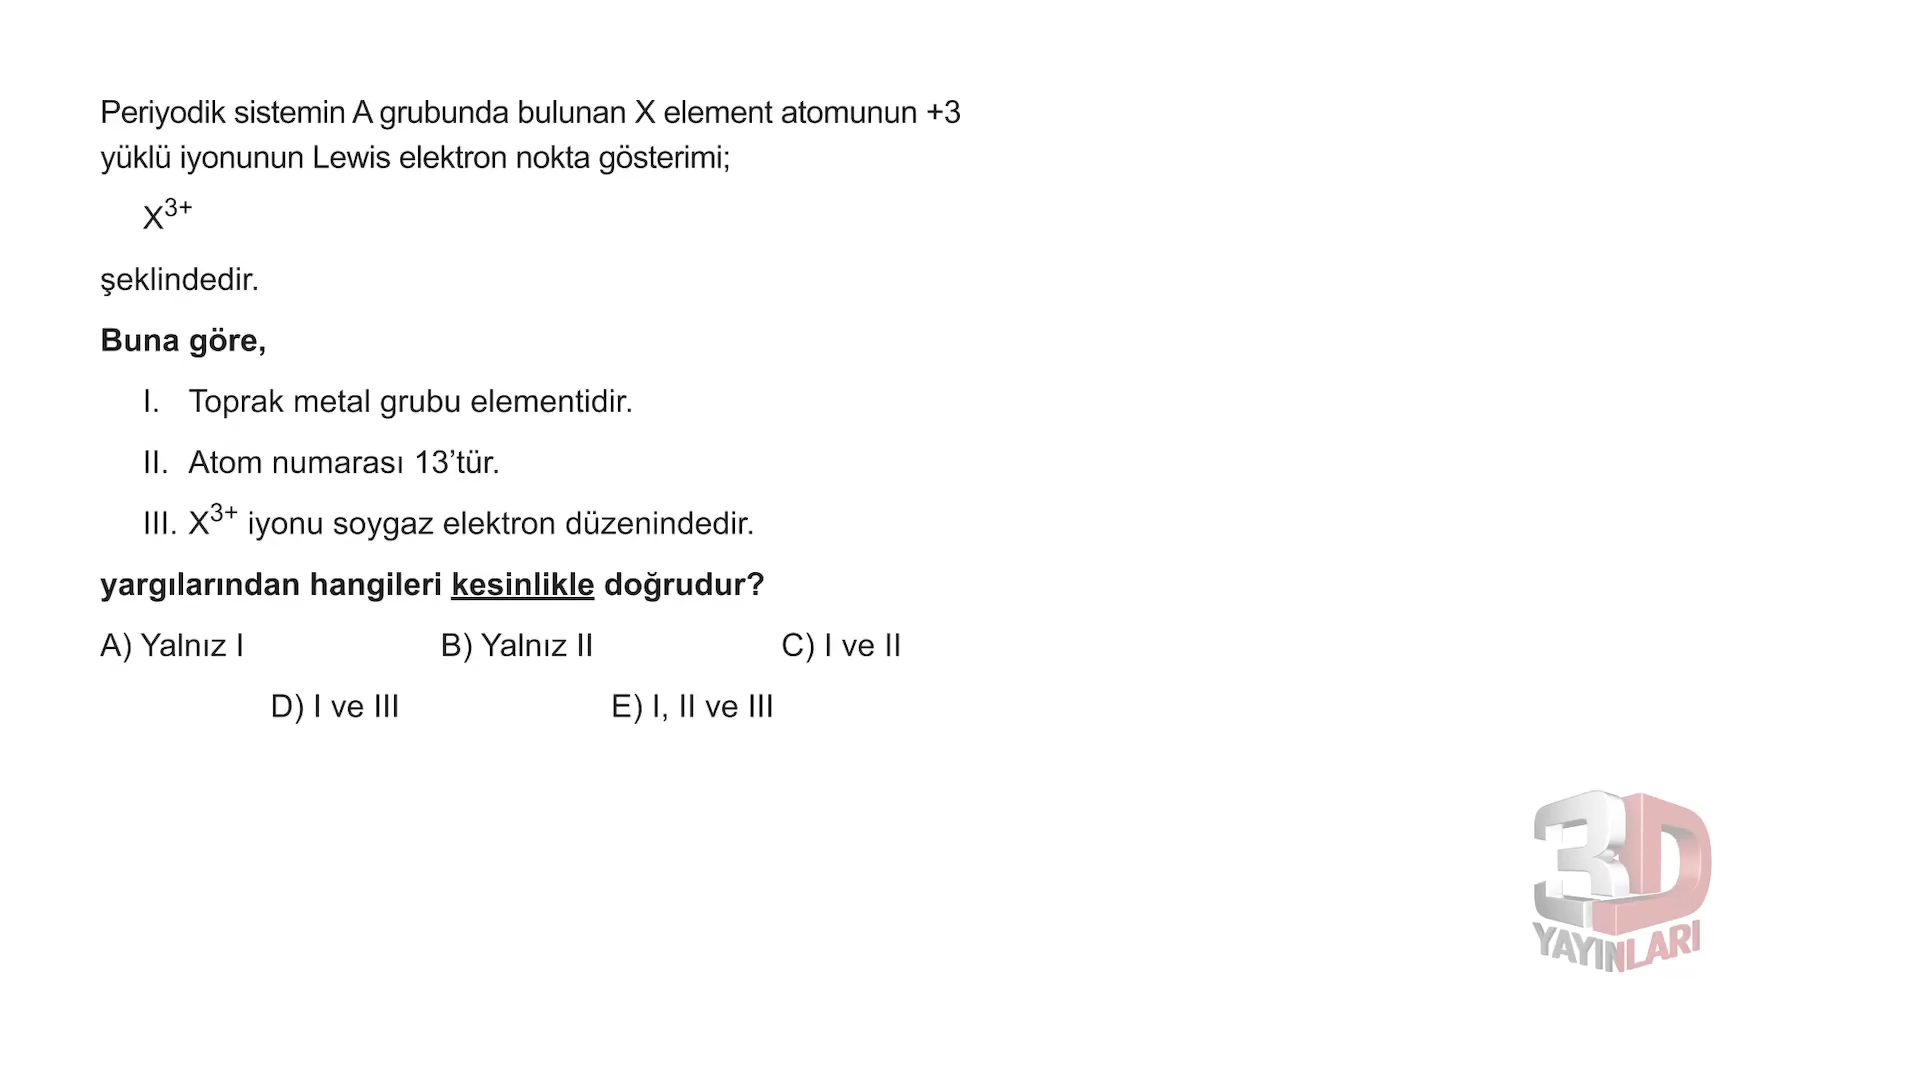 Periyodik sistemin A grubunda bulunan X element atomunun +3
yüklü iyonunun Lewis elektron nokta gösterimi;
X³⁺
şeklindedir.
Buna göre,
I. Toprak metal grubu elementidir.
II. Atom numarası 13’tür.
III. X³⁺ iyonu soygaz elektron düzenindedir.
yargılarından hangileri kesinlikle doğrudur?
A) Yalnız I B) Yalnız II C) I ve II
D) I ve III E) I, II ve III
3D
YAYINLARI